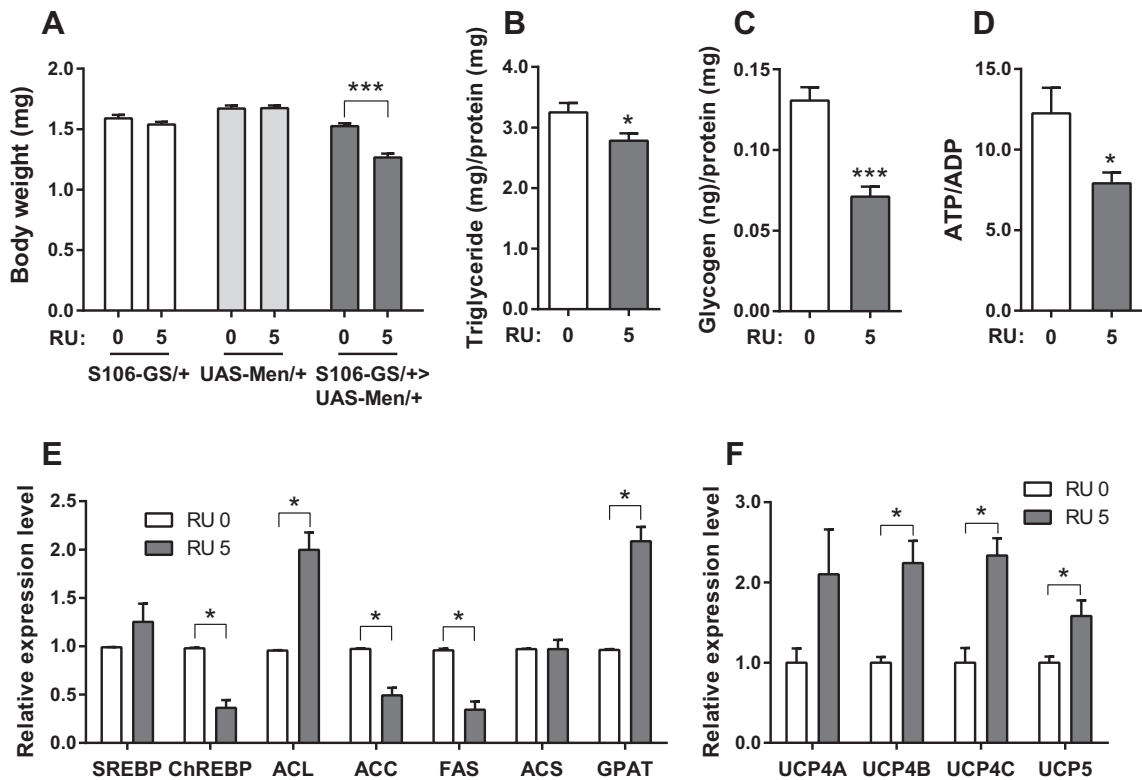 A
Body weight (mg)
2.0
1.5
1.0
0.5
0.0
***
RU: 0 5 0 5 0 5
S106-GS/+ UAS-Men/+ S106-GS/+>
UAS-Men/+
B
Triglyceride (mg)/protein (mg)
4.0
3.0
2.0
1.0
0.0
*
RU: 0 5
C
Glycogen (ng)/protein (mg)
0.15
0.10
0.05
0.00
***
RU: 0 5
D
ATP/ADP
15.0
10.0
5.0
0.0
*
RU: 0 5
E
Relative expression level
2.5
2.0
1.5
1.0
0.5
0.0
RU 0
RU 5
* * * * *
SREBP ChREBP ACL ACC FAS ACS GPAT
F
Relative expression level
3.0
2.0
1.0
0.0
RU 0
RU 5
* * *
UCP4A UCP4B UCP4C UCP5